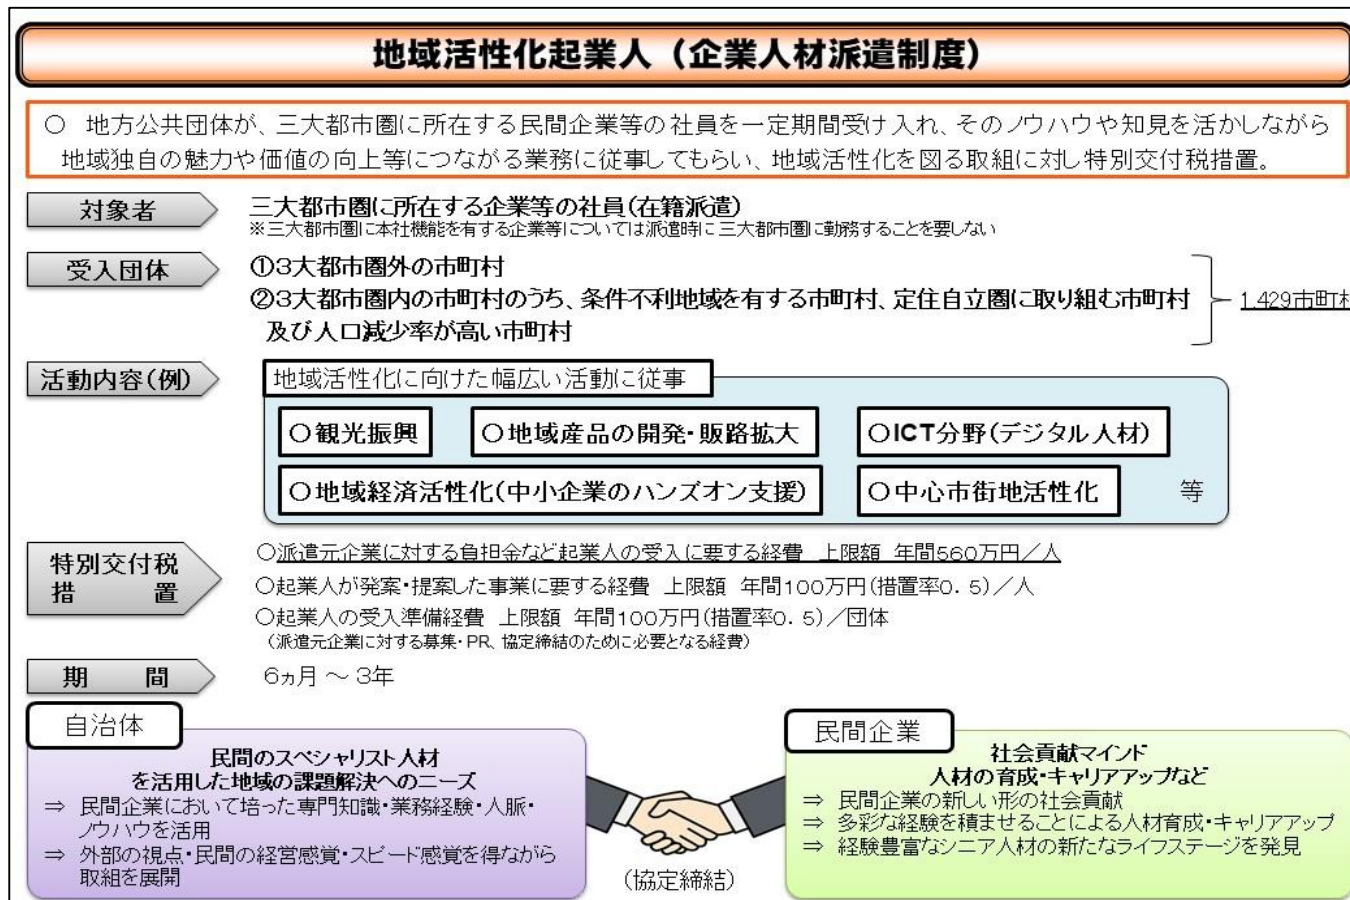 地域活性化起業人（企業人材派遣制度）
○ 地方公共団体が、三大都市圏に所在する民間企業等の社員を一定期間受け入れ、そのノウハウや知見を活かしながら
地域独自の魅力や価値の向上等につながる業務に従事してもらい、地域活性化を図る取組に対し特別交付税措置。
対象者
三大都市圏に所在する企業等の社員(在籍派遣)
※三大都市圏に本社機能を有する企業等については派遣時に三大都市圏に勤務することを要しない
受入団体
①3大都市圏外の市町村
②3大都市圏内の市町村のうち、条件不利地域を有する市町村、定住自立圏に取り組む市町村
及び人口減少率が高い市町村
1,429市町村
活動内容(例)
地域活性化に向けた幅広い活動に従事
○観光振興
○地域産品の開発・販路拡大
○ICT分野(デジタル人材)
○地域経済活性化(中小企業のハンズオン支援)
○中心市街地活性化
等
特別交付税
措 置
○派遣元企業に対する負担金など起業人の受入に要する経費 上限額 年間560万円／人
○起業人が発案・提案した事業に要する経費 上限額 年間100万円(措置率0．5)／人
○起業人の受入準備経費 上限額 年間100万円(措置率0．5)／団体
（派遣元企業に対する募集・PR、協定締結のために必要となる経費）
期 間
6ヵ月 ～ 3年
自治体
民間のスペシャリスト人材
を活用した地域の課題解決へのニーズ
⇒ 民間企業において培った専門知識・業務経験・人脈・
ノウハウを活用
⇒ 外部の視点・民間の経営感覚・スピード感覚を得ながら
取組を展開
（協定締結）
民間企業
社会貢献マインド
人材の育成・キャリアアップなど
⇒ 民間企業の新しい形の社会貢献
⇒ 多彩な経験を積ませることによる人材育成・キャリアアップ
⇒ 経験豊富なシニア人材の新たなライフステージを発見